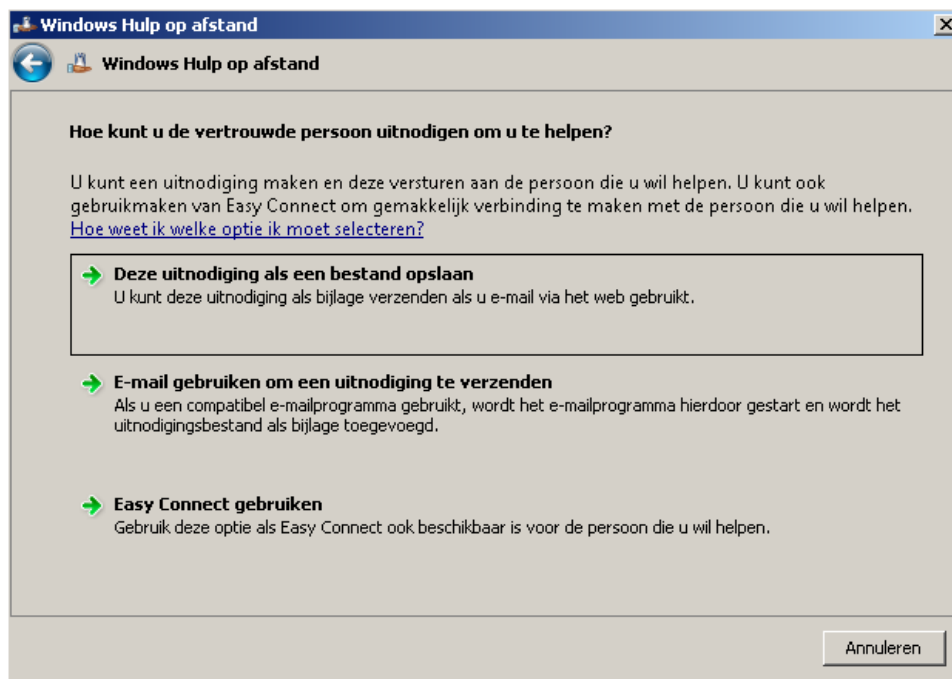 Windows Hulp op afstand
Windows Hulp op afstand
Hoe kunt u de vertrouwde persoon uitnodigen om u te helpen?
U kunt een uitnodiging maken en deze versturen aan de persoon die u wil helpen. U kunt ook
gebruikmaken van Easy Connect om gemakkelijk verbinding te maken met de persoon die u wil helpen.
Hoe weet ik welke optie ik moet selecteren?
Deze uitnodiging als een bestand opslaan
U kunt deze uitnodiging als bijlage verzenden als u e-mail via het web gebruikt.
E-mail gebruiken om een uitnodiging te verzenden
Als u een compatibel e-mailprogramma gebruikt, wordt het e-mailprogramma hierdoor gestart en wordt het
uitnodigingsbestand als bijlage toegevoegd.
Easy Connect gebruiken
Gebruik deze optie als Easy Connect ook beschikbaar is voor de persoon die u wil helpen.
Annuleren